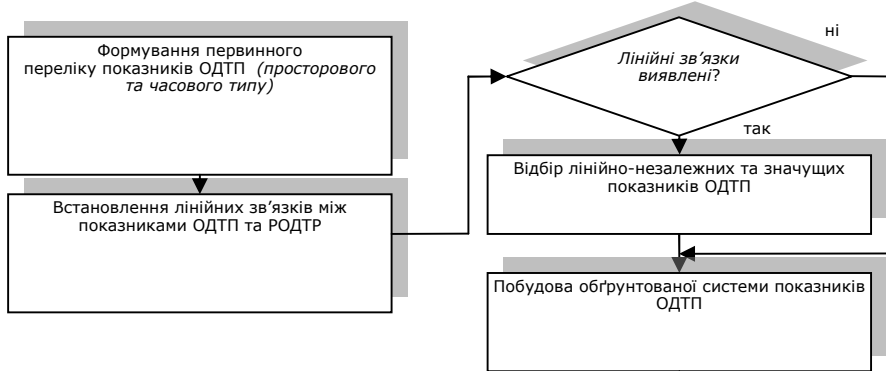 Формування первинного
переліку показників ОДТП (просторового
та часового типу)
Встановлення лінійних зв’язків між
показниками ОДТП та РОДТР
Лінійні зв’язки
виявлені?
ні
так
Відбір лінійно-незалежних та значущих
показників ОДТП
Побудова обґрунтованої системи показників
ОДТП